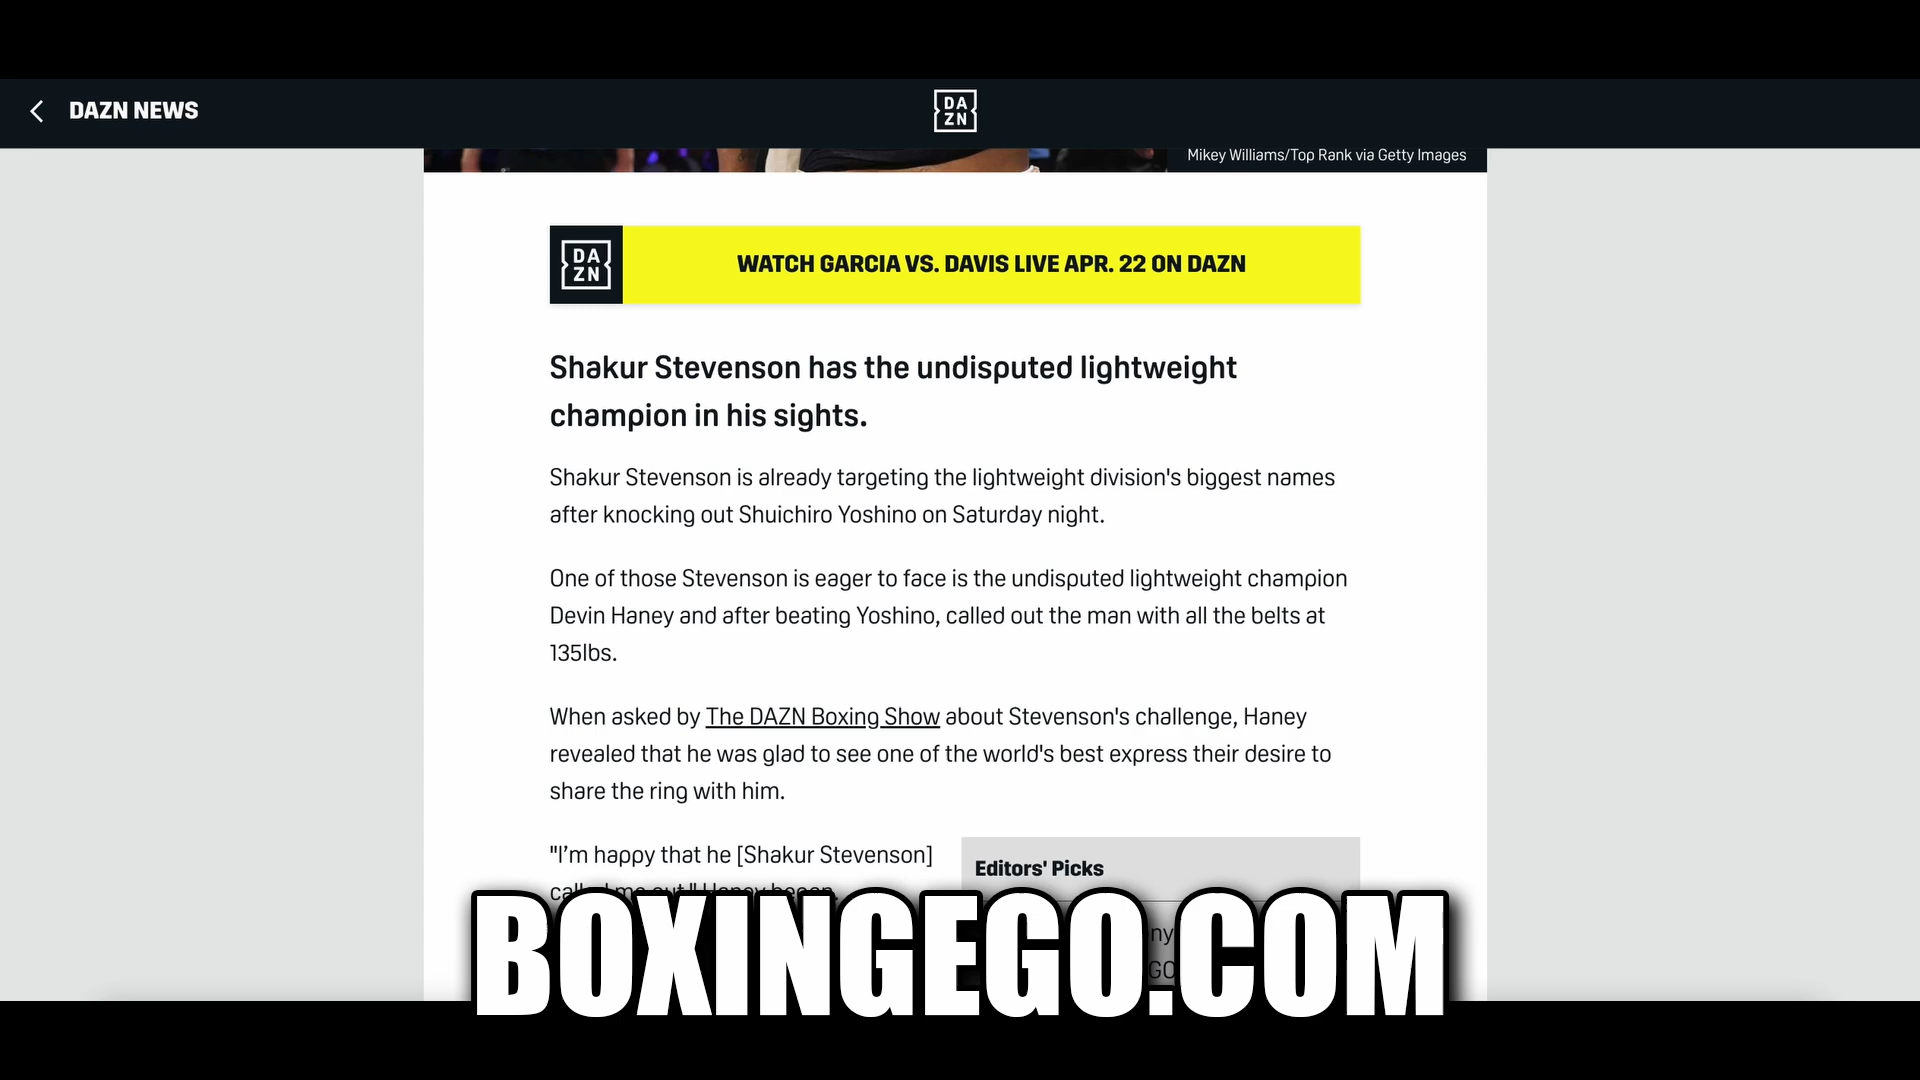 DAZN NEWS
DA
ZN
Mikey Williams/Top Rank via Getty Images
DA
ZN
WATCH GARCIA VS. DAVIS LIVE APR. 22 ON DAZN
Shakur Stevenson has the undisputed lightweight
champion in his sights.
Shakur Stevenson is already targeting the lightweight division's biggest names
after knocking out Shuichiro Yoshino on Saturday night.
One of those Stevenson is eager to face is the undisputed lightweight champion
Devin Haney and after beating Yoshino, called out the man with all the belts at
135lbs.
When asked by The DAZN Boxing Show about Stevenson's challenge, Haney
revealed that he was glad to see one of the world's best express their desire to
share the ring with him.
"I’m happy that he [Shakur Stevenson]
called me out," Haney began.
Editors' Picks
BOXINGEGO.COM